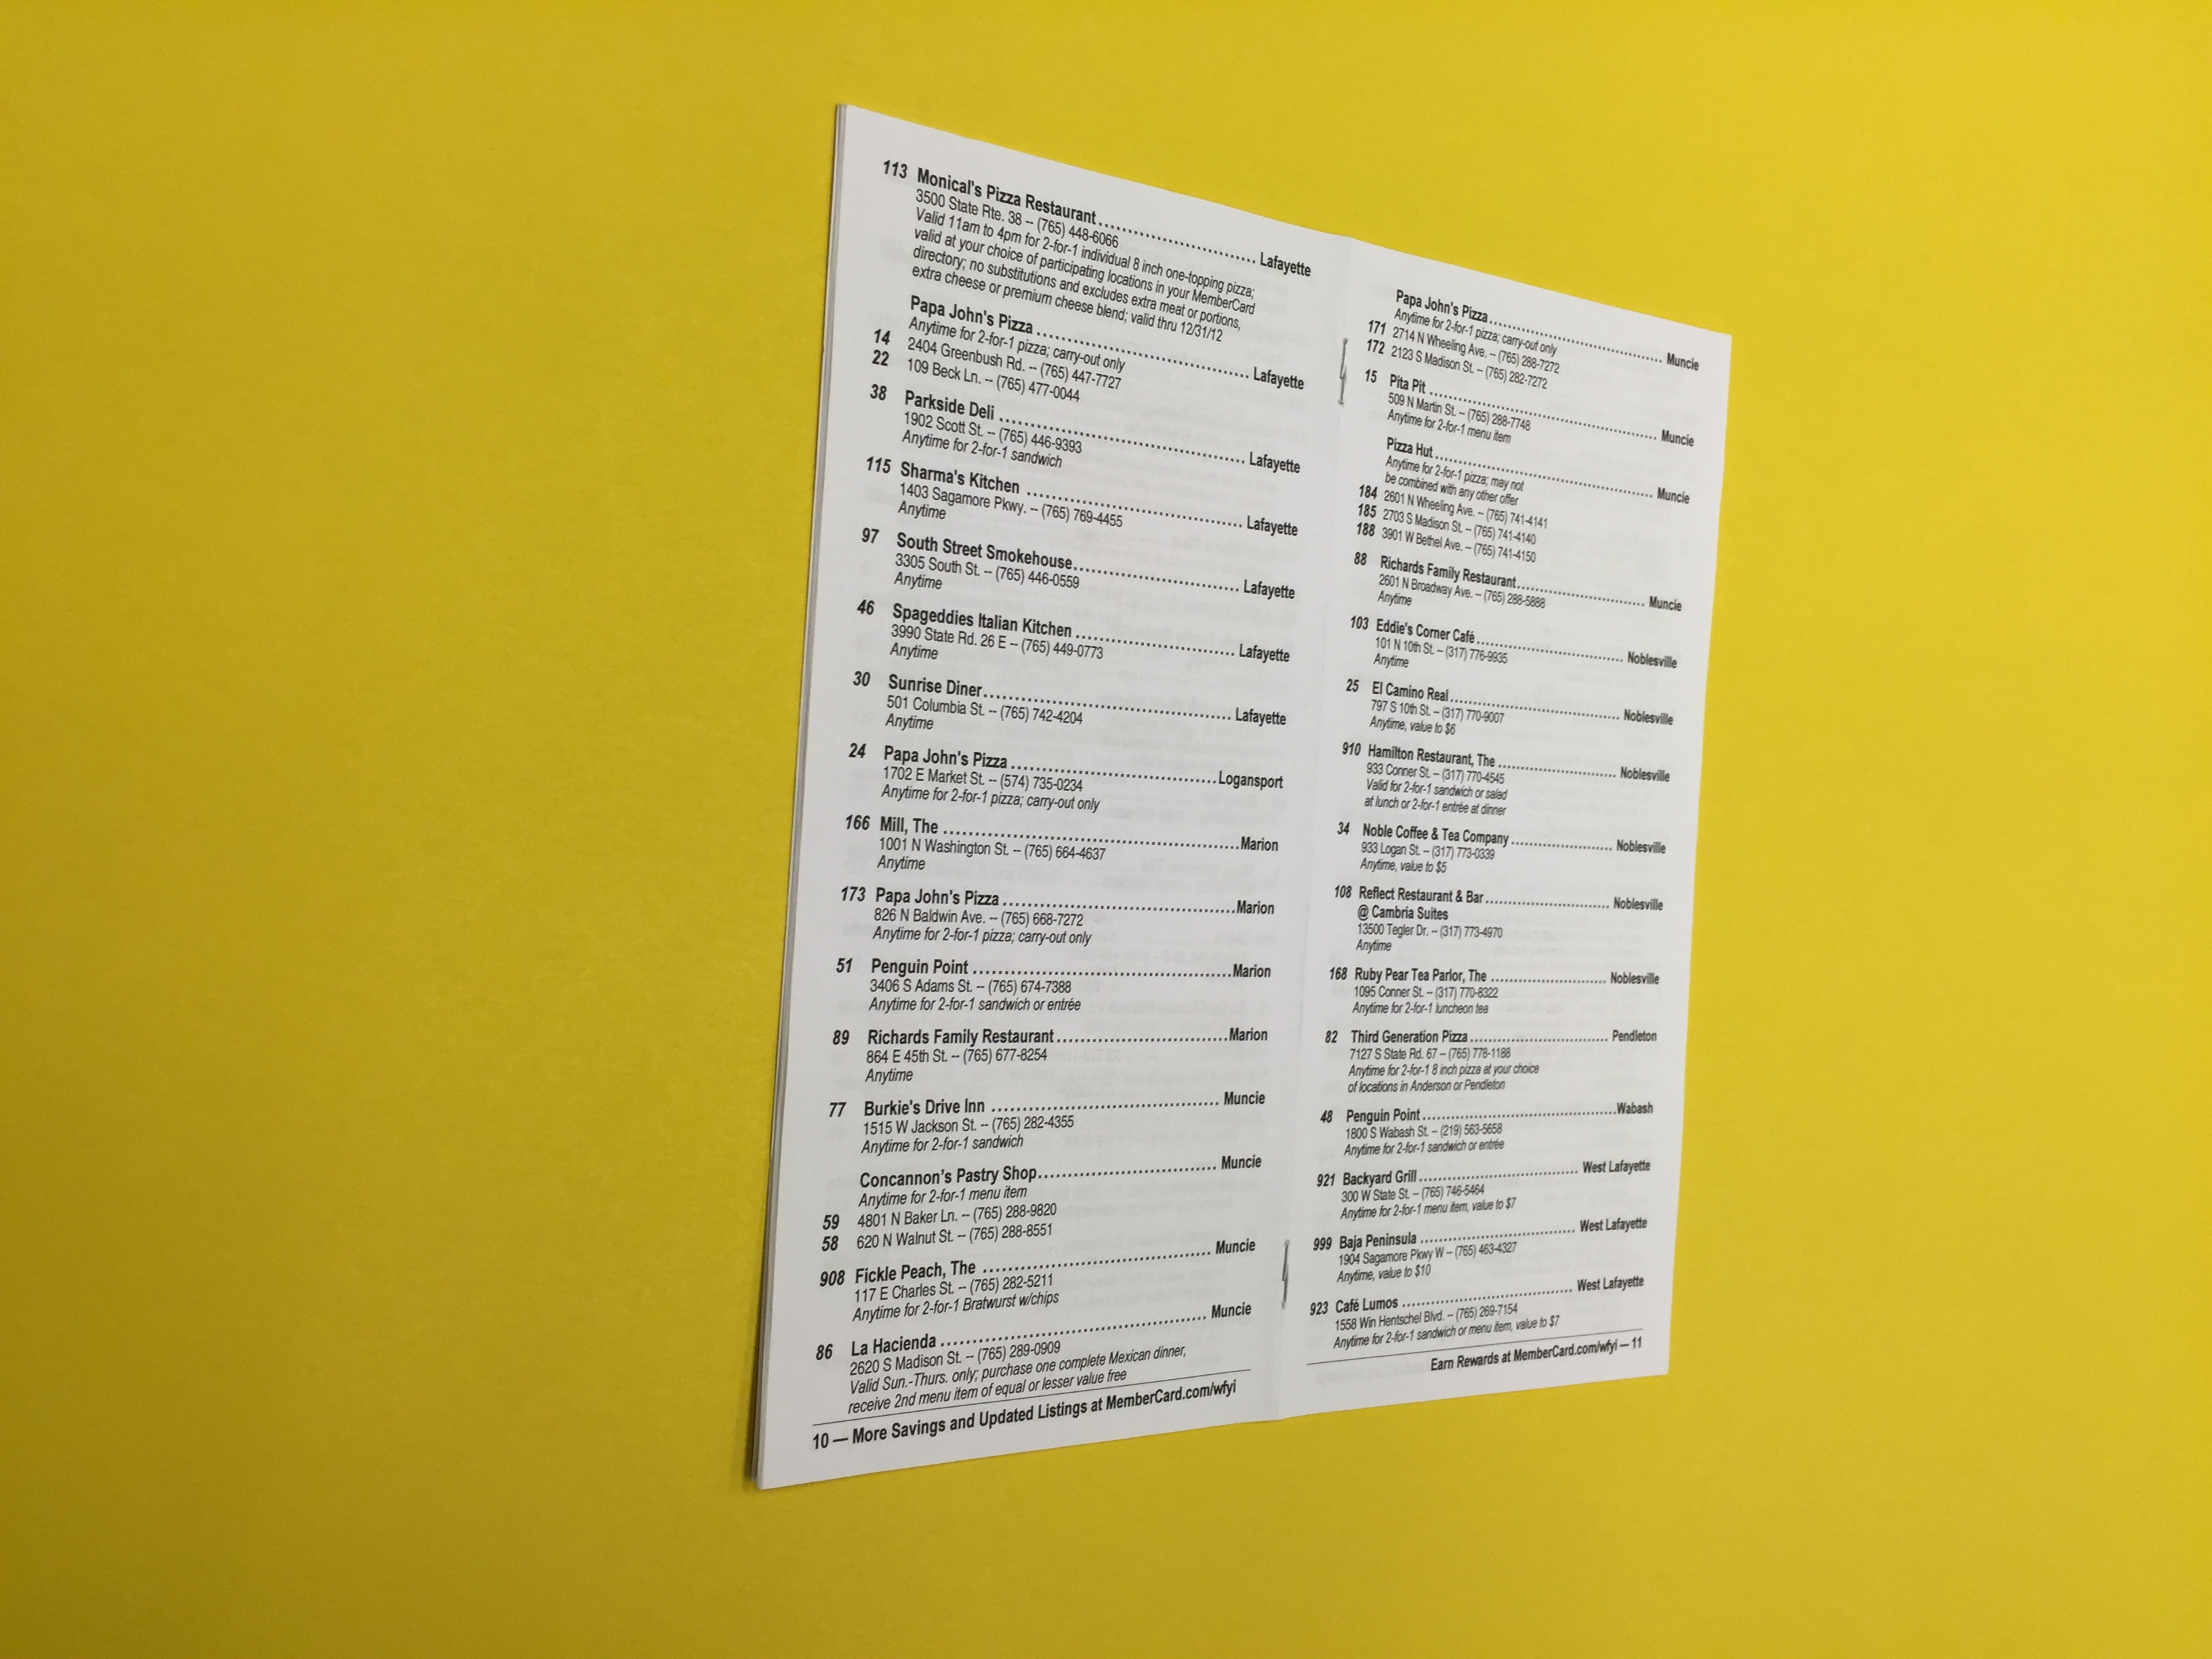 113 Monical's Pizza Restaurant .............................. Lafayette
3500 State Rte. 38 – (765) 448-6066
Valid 11am to 4pm for 2-for-1 individual 8 inch one-topping pizza;
valid at your choice of participating locations in your MemberCard
directory; no substitutions and excludes extra meat or portions,
extra cheese or premium cheese blend; valid thru 12/31/12
Papa John's Pizza .............................. Lafayette
Anytime for 2-for-1 pizza; carry-out only
14 2404 Greenbush Rd. – (765) 447-7727
22 109 Beck Ln. – (765) 477-0044
38 Parkside Deli .............................. Lafayette
1902 Scott St. – (765) 446-9393
Anytime for 2-for-1 sandwich
115 Sharma's Kitchen .............................. Lafayette
1403 Sagamore Pkwy. – (765) 769-4455
Anytime
97 South Street Smokehouse .............................. Lafayette
3305 South St. – (765) 446-0559
Anytime
46 Spageddies Italian Kitchen .............................. Lafayette
3990 State Rd. 26 E – (765) 449-0773
Anytime
30 Sunrise Diner .............................. Lafayette
501 Columbia St. – (765) 742-4204
Anytime
24 Papa John's Pizza .............................. Logansport
1702 E Market St. – (574) 735-0234
Anytime for 2-for-1 pizza; carry-out only
166 Mill, The .............................. Marion
1001 N Washington St. – (765) 664-4637
Anytime
173 Papa John's Pizza .............................. Marion
826 N Baldwin Ave. – (765) 668-7272
Anytime for 2-for-1 pizza; carry-out only
51 Penguin Point .............................. Marion
3406 S Adams St. – (765) 674-7388
Anytime for 2-for-1 sandwich or entrée
89 Richards Family Restaurant .............................. Marion
864 E 45th St. – (765) 677-8254
Anytime
77 Burkie's Drive Inn .............................. Muncie
1515 W Jackson St. – (765) 282-4355
Anytime for 2-for-1 sandwich
Concannon's Pastry Shop .............................. Muncie
Anytime for 2-for-1 menu item
59 4801 N Baker Ln. – (765) 288-9820
58 620 N Walnut St. – (765) 288-8551
908 Fickle Peach, The .............................. Muncie
117 E Charles St. – (765) 282-5211
Anytime for 2-for-1 Bratwurst w/chips
86 La Hacienda .............................. Muncie
2620 S Madison St. – (765) 289-0909
Valid Sun.-Thurs. only; purchase one complete Mexican dinner,
receive 2nd menu item of equal or lesser value free
10 — More Savings and Updated Listings at MemberCard.com/wfyi
Papa John's Pizza .............................. Muncie
Anytime for 2-for-1 pizza; carry-out only
171 2714 N Wheeling Ave. – (765) 288-7272
172 2123 S Madison St. – (765) 282-7272
15 Pita Pit .............................. Muncie
509 N Martin St. – (765) 288-7748
Anytime for 2-for-1 menu item
Pizza Hut .............................. Muncie
Anytime for 2-for-1 pizza; may not
be combined with any other offer
184 2601 N Wheeling Ave. – (765) 741-4141
185 2703 S Madison St. – (765) 741-4140
188 3901 W Bethel Ave. – (765) 741-4150
88 Richards Family Restaurant .............................. Muncie
2601 N Broadway Ave. – (765) 288-5888
Anytime
103 Eddie's Corner Café .............................. Noblesville
101 N 10th St. – (317) 776-9935
Anytime
25 El Camino Real .............................. Noblesville
797 S 10th St. – (317) 770-9007
Anytime, value to $6
910 Hamilton Restaurant, The .............................. Noblesville
933 Conner St. – (317) 770-4545
Valid for 2-for-1 sandwich or salad
at lunch or 2-for-1 entrée at dinner
34 Noble Coffee & Tea Company .............................. Noblesville
933 Logan St. – (317) 773-0339
Anytime, value to $5
108 Reflect Restaurant & Bar .............................. Noblesville
@ Cambria Suites
13500 Tegler Dr. – (317) 773-4970
Anytime
168 Ruby Pear Tea Parlor, The .............................. Noblesville
1095 Conner St. – (317) 770-8322
Anytime for 2-for-1 luncheon tea
82 Third Generation Pizza .............................. Pendleton
7127 S State Rd. 67 – (765) 778-1188
Anytime for 2-for-1 8 inch pizza at your choice
of locations in Anderson or Pendleton
48 Penguin Point .............................. Wabash
1800 S Wabash St. – (219) 563-5658
Anytime for 2-for-1 sandwich or entrée
921 Backyard Grill .............................. West Lafayette
300 W State St. – (765) 746-5464
Anytime for 2-for-1 menu item, value to $7
999 Baja Peninsula .............................. West Lafayette
1904 Sagamore Pkwy W – (765) 463-4327
Anytime, value to $10
923 Café Lumos .............................. West Lafayette
1558 Win Hentschel Blvd. – (765) 269-7154
Anytime for 2-for-1 sandwich or menu item, value to $7
Earn Rewards at MemberCard.com/wfyi — 11